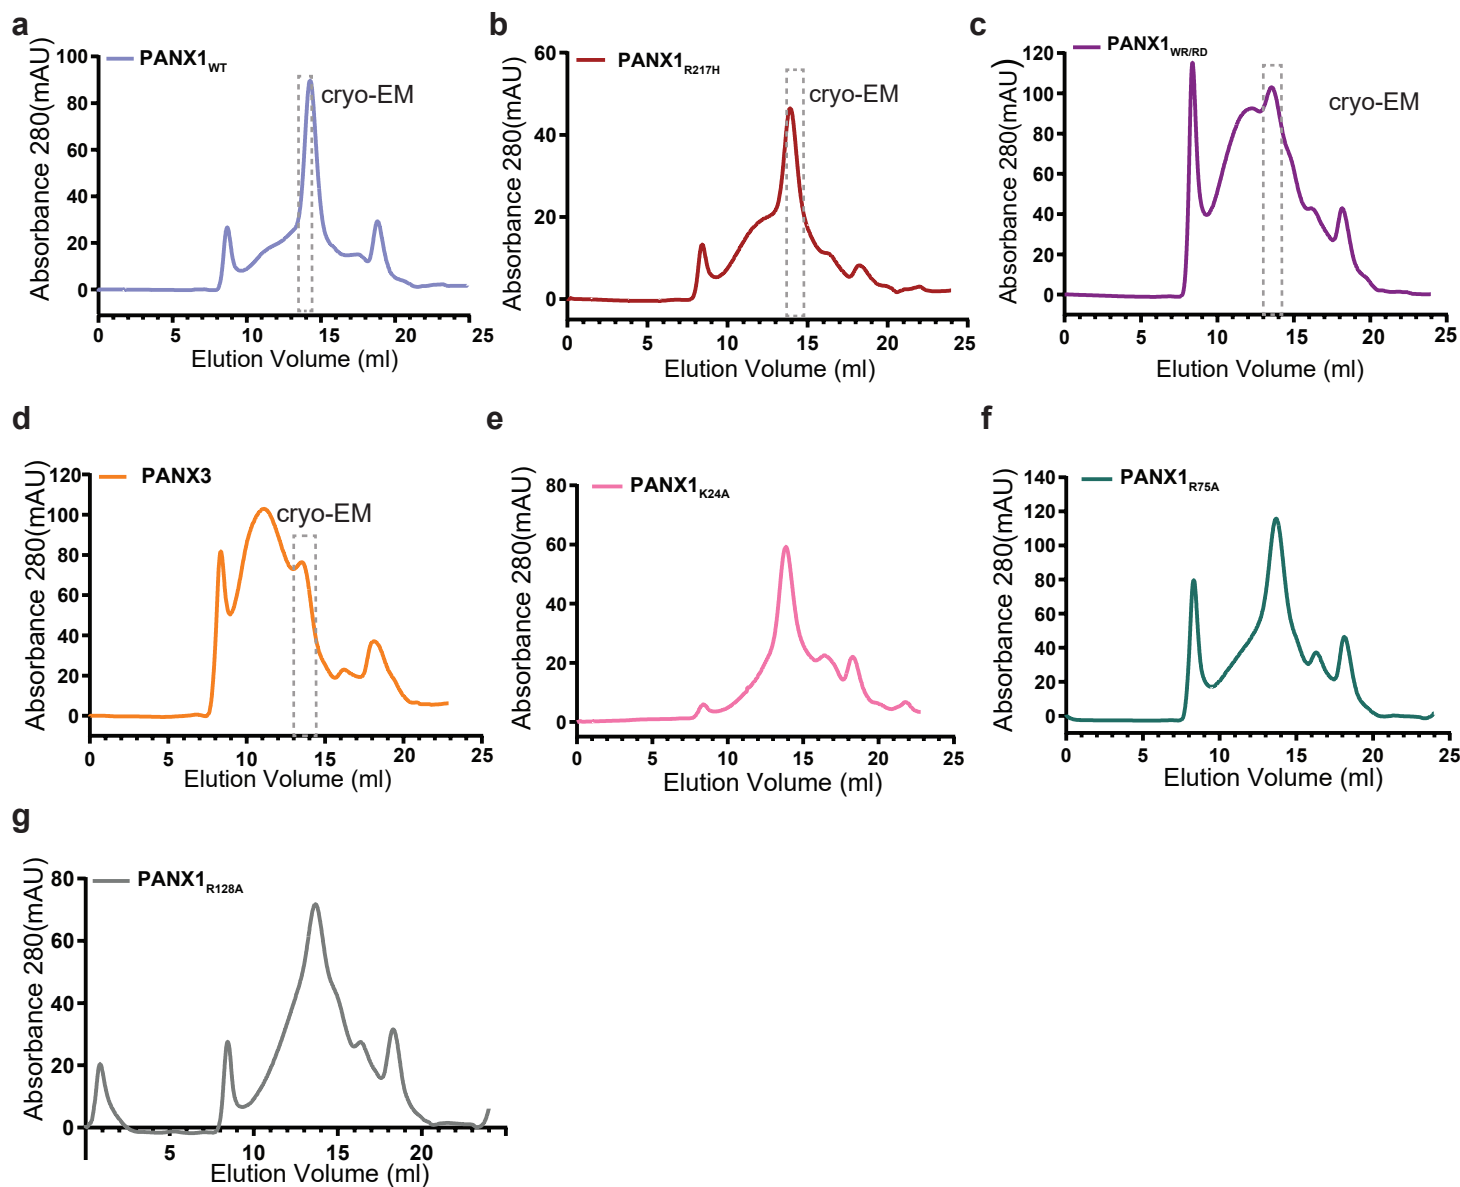 a
PANX1WT
cryo-EM
Absorbance 280(mAU)
100
80
60
40
20
0
0 5 10 15 20 25
Elution Volume (ml)
b
PANX1R217H
cryo-EM
Absorbance 280(mAU)
60
40
20
0
0 5 10 15 20 25
Elution Volume (ml)
c
PANX1WR/RD
cryo-EM
Absorbance 280(mAU)
120
100
80
60
40
20
0
0 5 10 15 20 25
Elution Volume (ml)
d
PANX3
cryo-EM
Absorbance 280(mAU)
120
100
80
60
40
20
0
0 5 10 15 20 25
Elution Volume (ml)
e
PANX1K24A
Absorbance 280(mAU)
80
60
40
20
0
0 5 10 15 20 25
Elution Volume (ml)
f
PANX1R75A
Absorbance 280(mAU)
140
120
100
80
60
40
20
0
0 5 10 15 20 25
Elution Volume (ml)
g
PANX1R128A
Absorbance 280(mAU)
80
60
40
20
0
5 10 15 20
Elution Volume (ml)